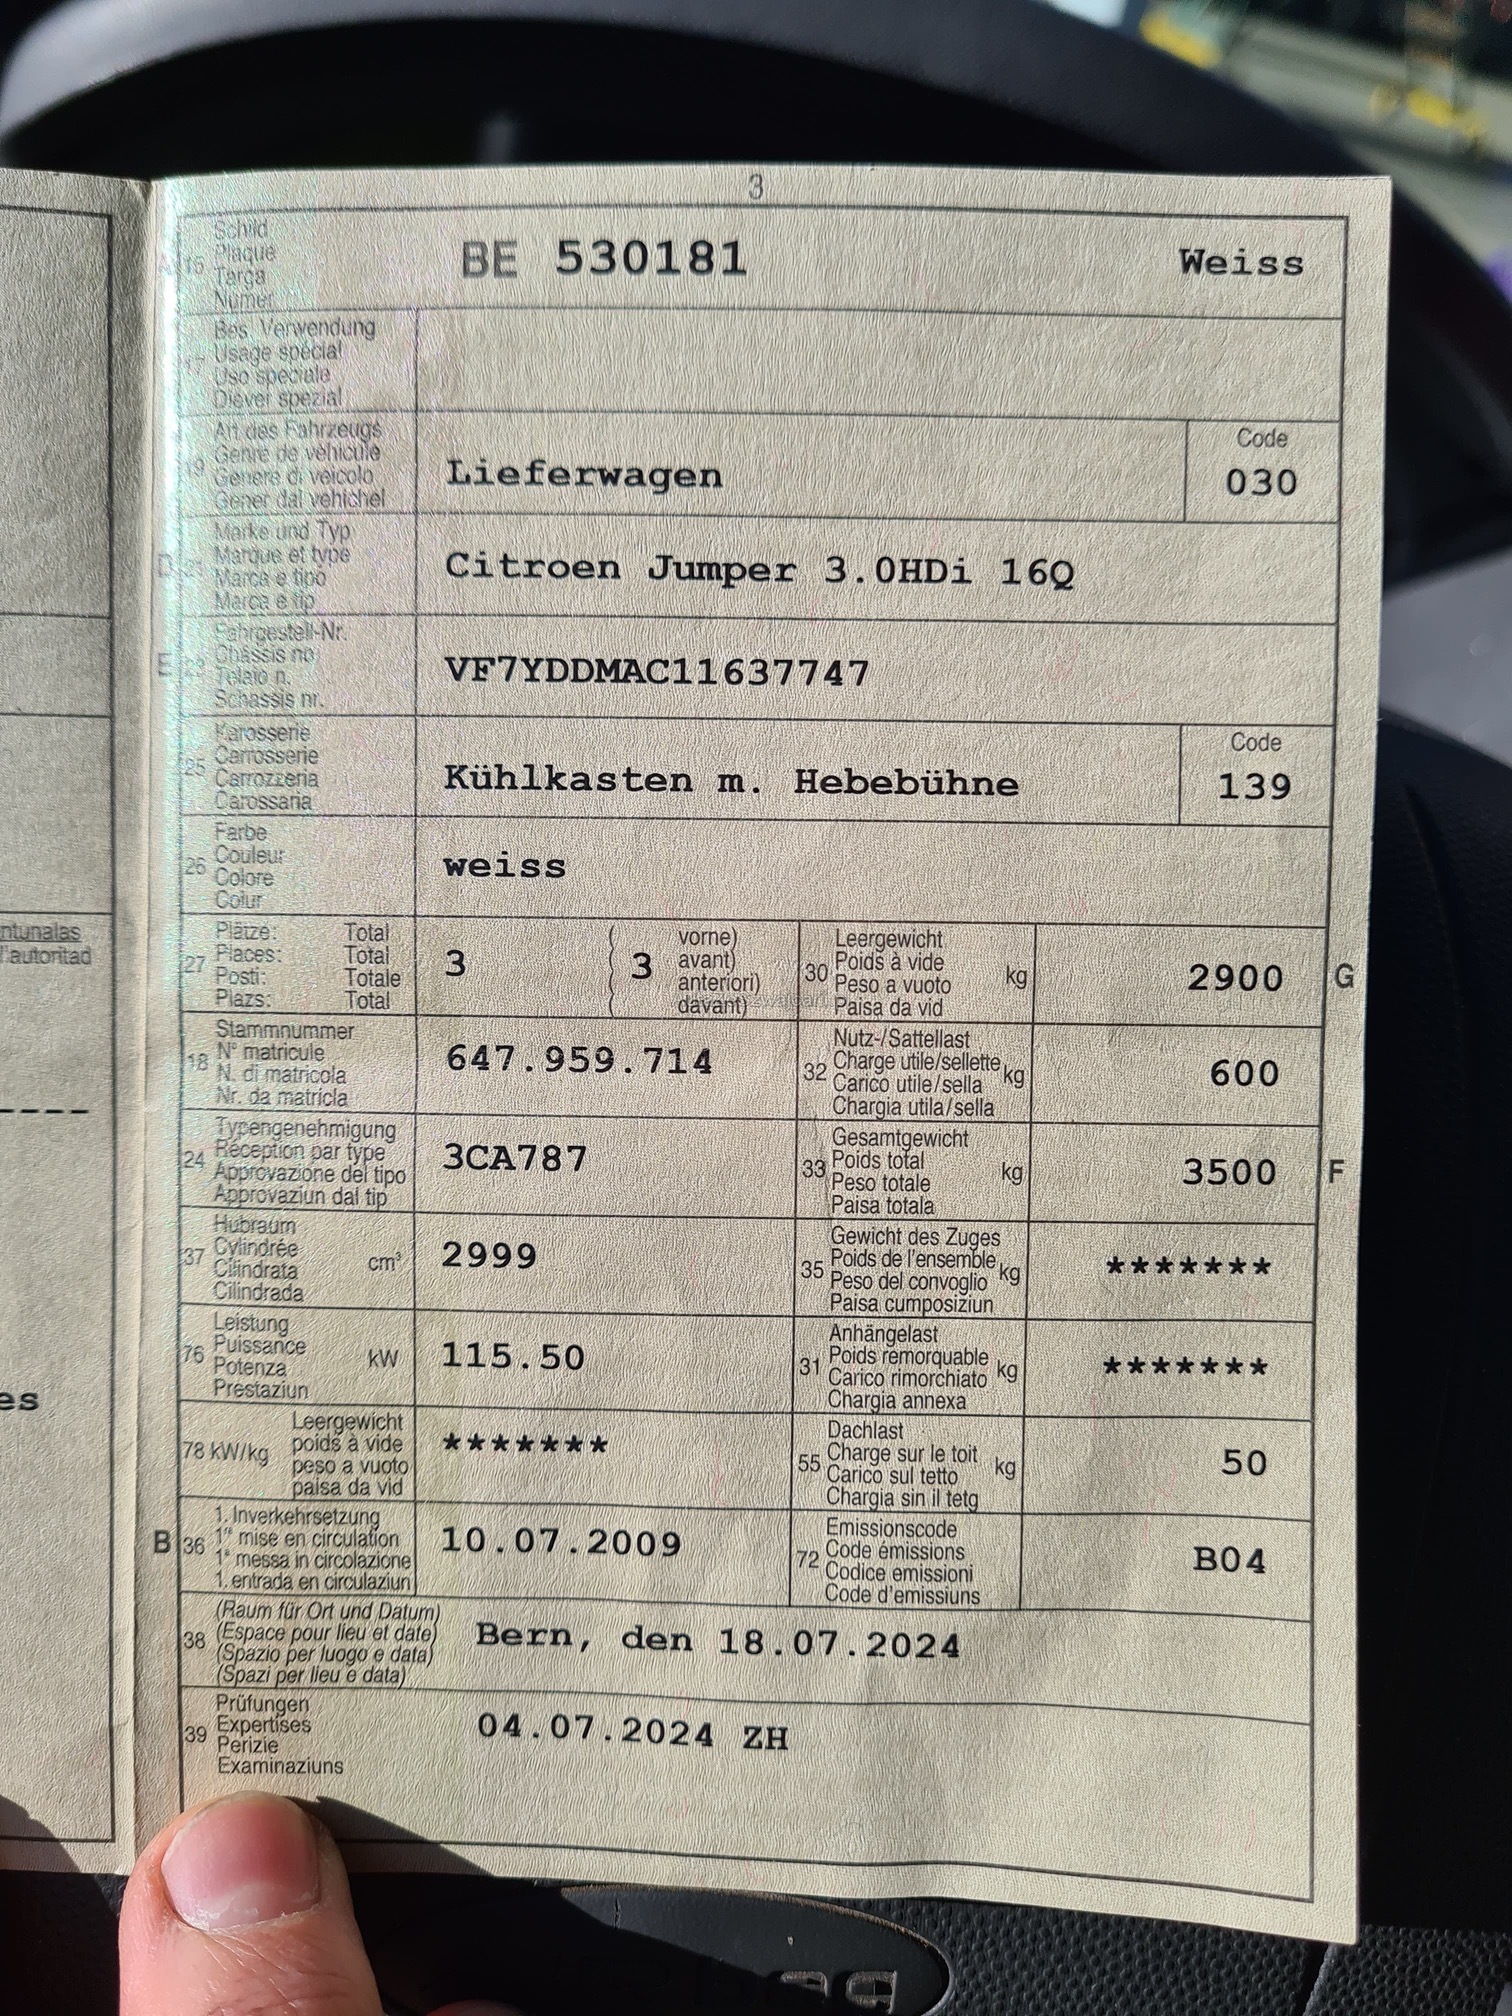 3
A 15 Schild
Plaque
Targa
Numer
BE 530181 Weiss
17 Bes. Verwendung
Usage spécial
Uso speciale
Diever spezial
19 Art des Fahrzeugs
Genre de véhicule
Genere di veicolo
Gener dal vehichel
Lieferwagen
Code
030
D 21 Marke und Typ
Marque et type
Marca e tipo
Marca e tip
Citroen Jumper 3.0HDi 16Q
E 23 Fahrgestell-Nr.
Châssis no
Telaio n.
Schassis nr.
VF7YDDMAC11637747
25 Karosserie
Carrosserie
Carrozzeria
Carossaria
Kühlkasten m. Hebebühne
Code
139
26 Farbe
Couleur
Colore
Colur
weiss
27 Plätze: Total
Places: Total
Posti: Totale
Plazs: Total
3 ( 3 vorne)
avant)
anteriori)
davant)
30 Leergewicht
Poids à vide
Peso a vuoto kg
Paisa da vid
2900 G
18 Stammnummer
N° matricule
N. di matricola
Nr. da matricla
647.959.714
32 Nutz-/Sattellast
Charge utile/sellette kg
Carico utile/sella
Chargia utila/sella
600
24 Typengenehmigung
Réception par type
Approvazione del tipo
Approvaziun dal tip
3CA787
33 Gesamtgewicht
Poids total kg
Peso totale
Paisa totala
3500 F
37 Hubraum
Cylindrée cm³
Cilindrata
Cilindrada
2999
35 Gewicht des Zuges
Poids de l'ensemble kg
Peso del convoglio
Paisa cumposiziun
*******
76 Leistung
Puissance kW
Potenza
Prestaziun
115.50
31 Anhängelast
Poids remorquable kg
Carico rimorchiato
Chargia annexa
*******
78 kW/kg Leergewicht
poids à vide
peso a vuoto
paisa da vid
*******
55 Dachlast
Charge sur le toit kg
Carico sul tetto
Chargia sin il tetg
50
B 36 1. Inverkehrsetzung
1re mise en circulation
1a messa in circolazione
1. entrada en circulaziun
10.07.2009
72 Emissionscode
Code émissions
Codice emissioni
Code d'emissiuns
B04
38 (Raum für Ort und Datum)
(Espace pour lieu et date)
(Spazio per luogo e data)
(Spazi per lieu e data)
Bern, den 18.07.2024
39 Prüfungen
Expertises
Perizie
Examinaziuns
04.07.2024 ZH